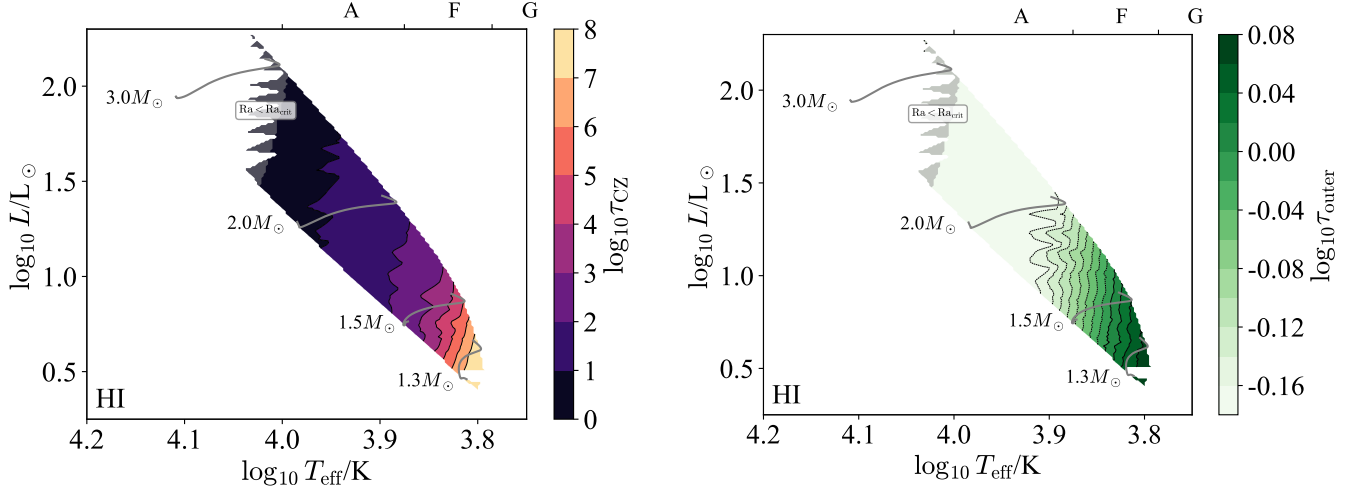 A F G
2.0
1.5
1.0
0.5
log₁₀ L/L☉
3.0M☉
Ra < Ra_crit
2.0M☉
1.5M☉
1.3M☉
HI
4.2 4.1 4.0 3.9 3.8
log₁₀ T_eff/K
8
7
6
5
4
3
2
1
0
log₁₀ τ_CZ
A F G
2.0
1.5
1.0
0.5
log₁₀ L/L☉
3.0M☉
Ra < Ra_crit
2.0M☉
1.5M☉
1.3M☉
HI
4.2 4.1 4.0 3.9 3.8
log₁₀ T_eff/K
0.08
0.04
0.00
-0.04
-0.08
-0.12
-0.16
log₁₀ τ_outer